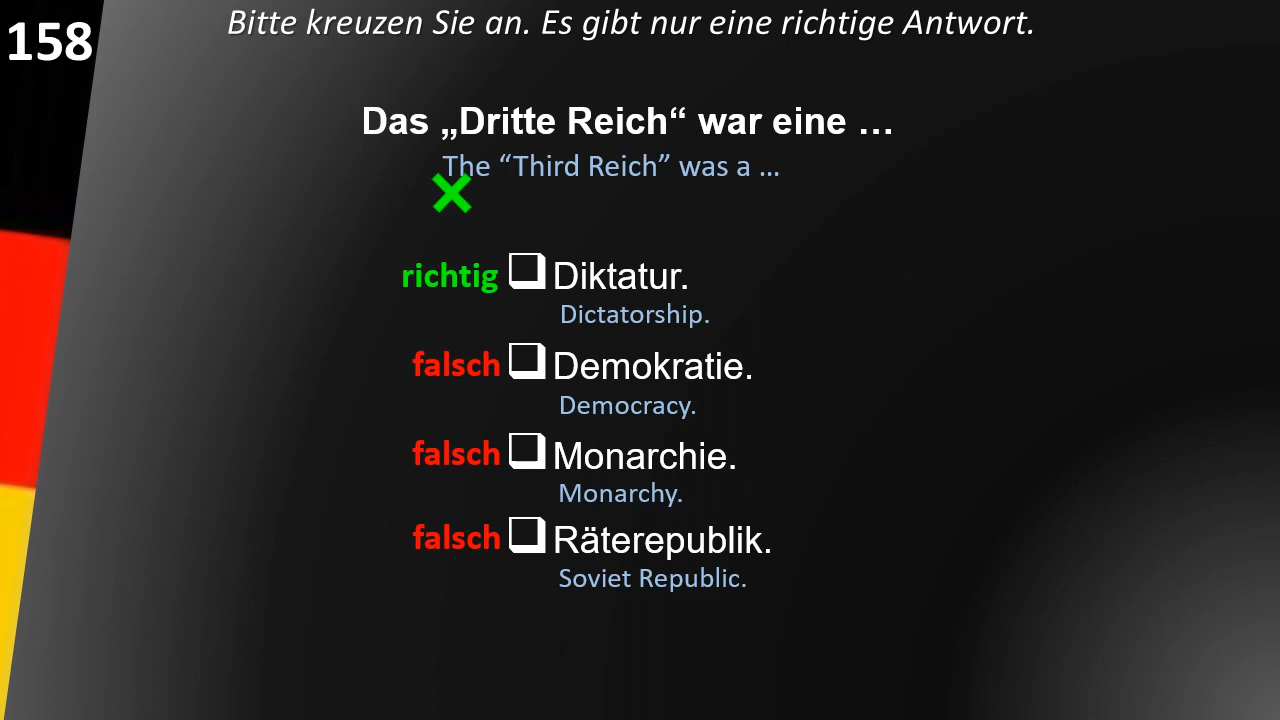 158
Bitte kreuzen Sie an. Es gibt nur eine richtige Antwort.
Das „Dritte Reich“ war eine …
The “Third Reich” was a …
richtig Diktatur.
Dictatorship.
falsch Demokratie.
Democracy.
falsch Monarchie.
Monarchy.
falsch Räterepublik.
Soviet Republic.